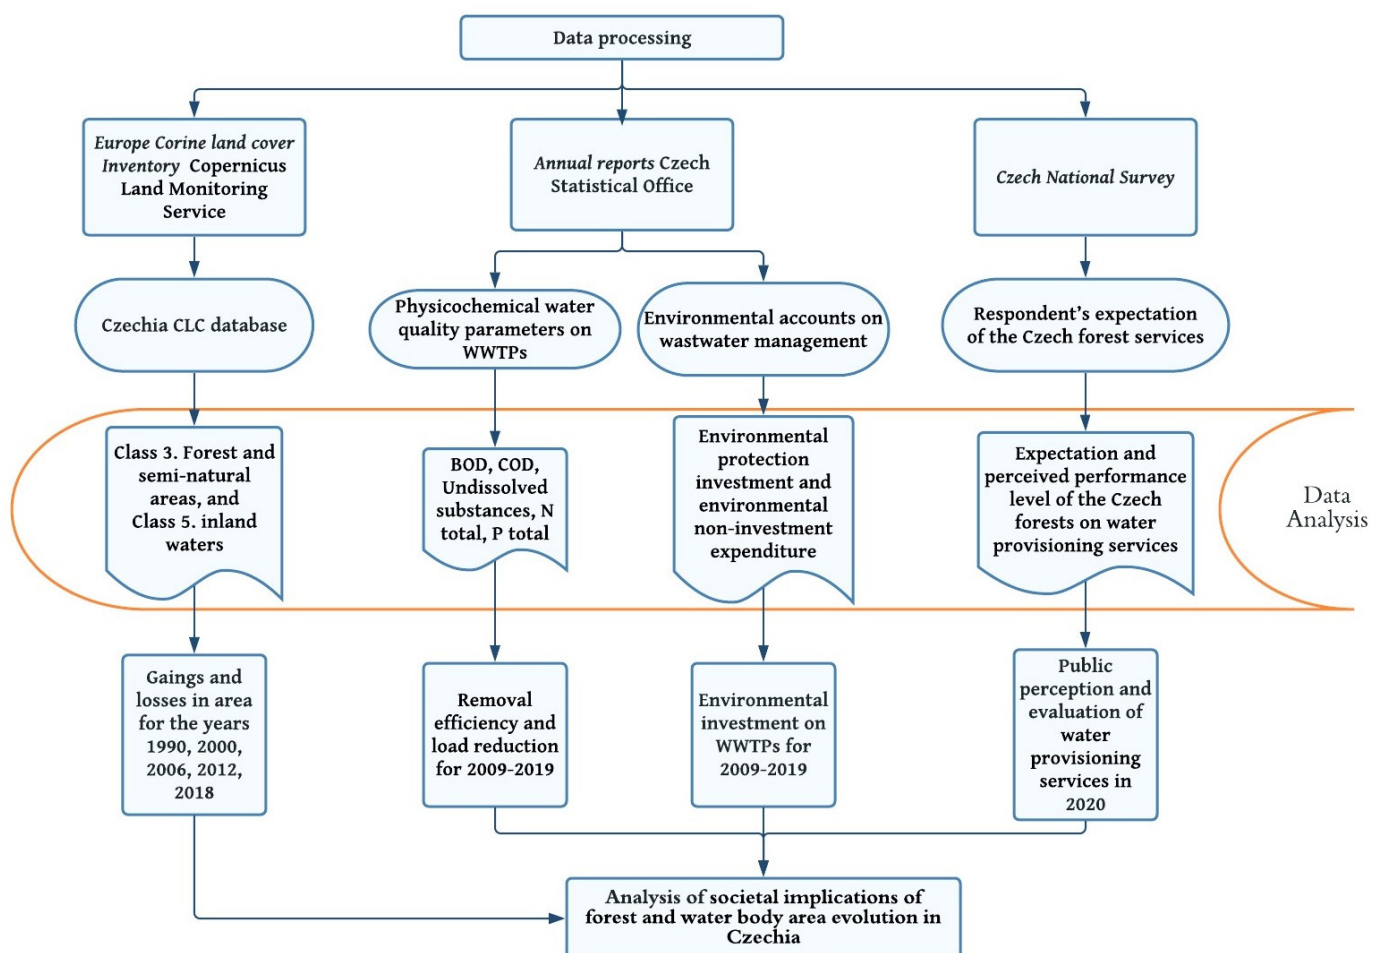 Data processing
Europe Corine land cover
Inventory Copernicus
Land Monitoring
Service
Annual reports Czech
Statistical Office
Czech National Survey
Czechia CLC database
Physicochemical water
quality parameters on
WWTPs
Environmental accounts on
wastwater management
Respondent's expectation
of the Czech forest services
Class 3. Forest and
semi-natural
areas, and
Class 5. inland
waters
BOD, COD,
Undissolved
substances, N
total, P total
Environmental
protection
investment and
environmental
non-investment
expenditure
Expectation and
perceived performance
level of the Czech
forests on water
provisioning services
Data
Analysis
Gaings and
losses in area
for the years
1990, 2000,
2006, 2012,
2018
Removal
efficiency and
load reduction
for 2009-2019
Environmental
investment on
WWTPs for
2009-2019
Public
perception and
evaluation of
water
provisioning
services in
2020
Analysis of societal implications of
forest and water body area evolution in
Czechia